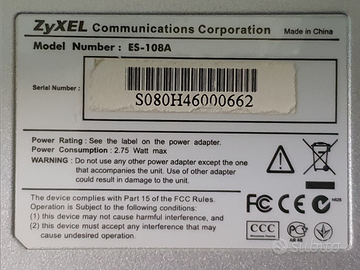 ZyXEL Communications Corporation Made in China
Model Number : ES-108A
Serial Number :
S080H46000662
Power Rating : See the label on the power adapter.
Power Consumption : 2.75 Watt max
WARNING : Do not use any other power adapter except the
one that accompanies it. Use of other adapter
could result in damage to the unit.
The device complies with Part 15 of the FCC Rules.
Operation is Subject to the following Conditions:
(1) this device may not cause harmful interference, and
(2) this device must accept any interference that may
cause undesired operation.
FCC CE N828
CCC
subito